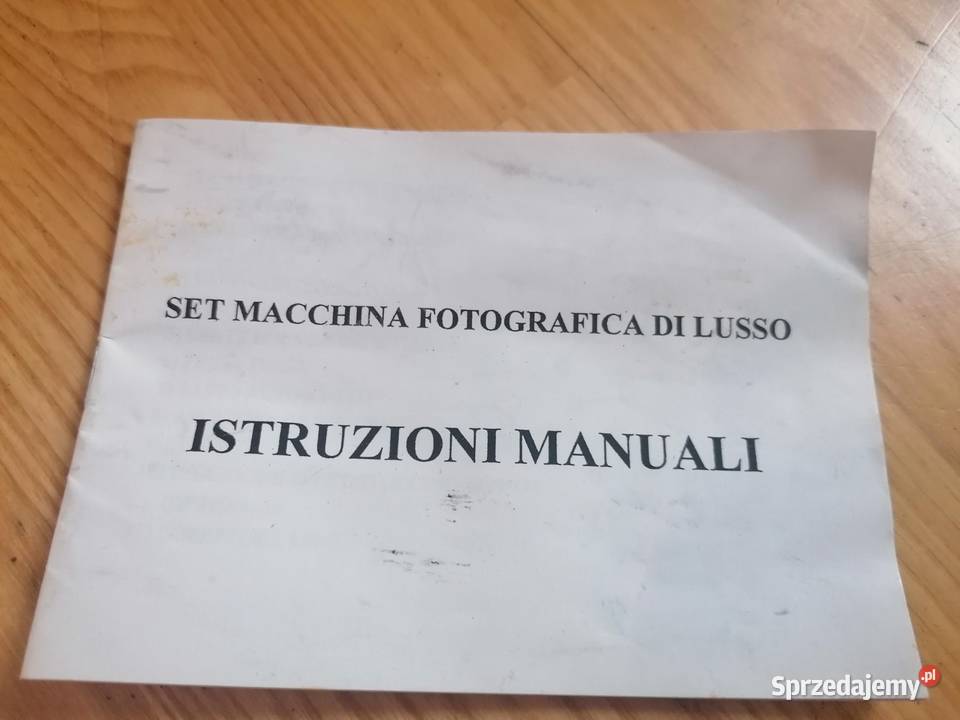 SET MACCHINA FOTOGRAFICA DI LUSSO
ISTRUZIONI MANUALI
Sprzedajemy.pl